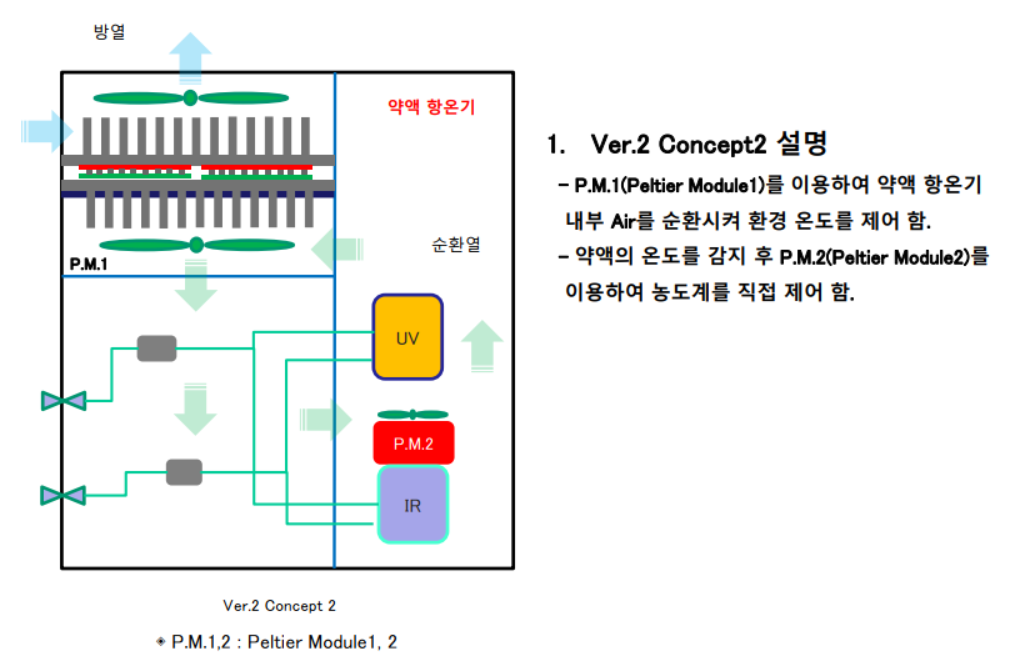 방열
약액 항온기
순환열
P.M.1
UV
P.M.2
IR
Ver.2 Concept 2
◈ P.M.1,2 : Peltier Module1, 2
1. Ver.2 Concept2 설명
- P.M.1(Peltier Module1)를 이용하여 약액 항온기
내부 Air를 순환시켜 환경 온도를 제어 함.
- 약액의 온도를 감지 후 P.M.2(Peltier Module2)를
이용하여 농도계를 직접 제어 함.